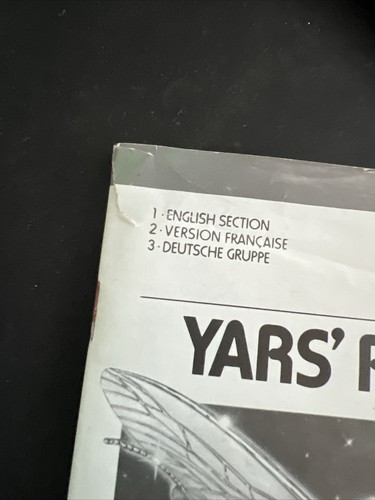 1 · ENGLISH SECTION
2 · VERSION FRANÇAISE
3 · DEUTSCHE GRUPPE
YARS' R